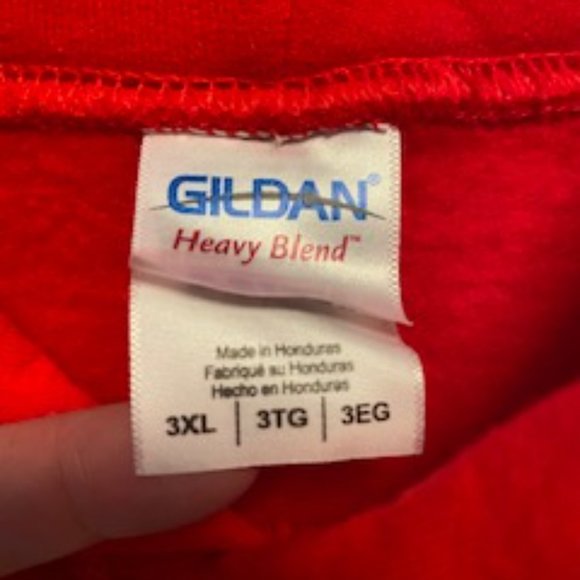 GILDAN®
Heavy Blend™
Made in Honduras
Fabriqué au Honduras
Hecho en Honduras
3XL | 3TG | 3EG